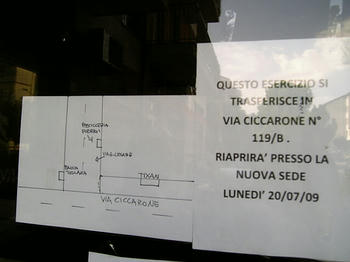 QUESTO ESERCIZIO SI
TRASFERISCE IN
VIA CICCARONE N°
119/B .
RIAPRIRA' PRESSO LA
NUOVA SEDE
LUNEDI' 20/07/09
TIXAN
VIA CICCARONE